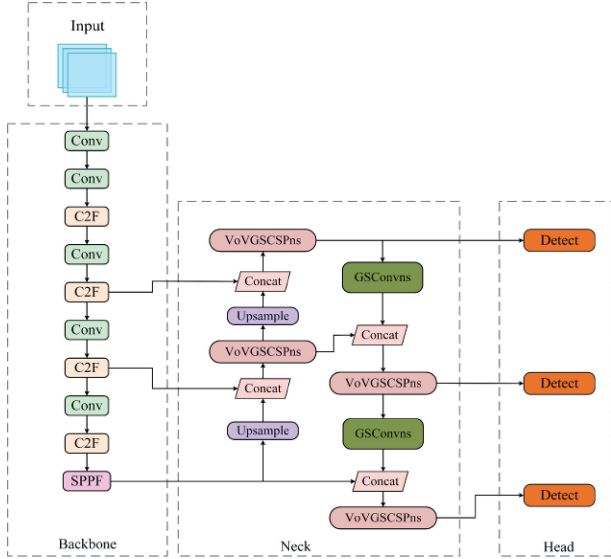 Input
Conv
Conv
C2F
Conv
C2F
Conv
C2F
Conv
C2F
SPPF
Backbone
VoVGSCSPns
Concat
Upsample
VoVGSCSPns
Concat
Upsample
GSConvns
Concat
VoVGSCSPns
GSConvns
Concat
VoVGSCSPns
Neck
Detect
Detect
Detect
Head